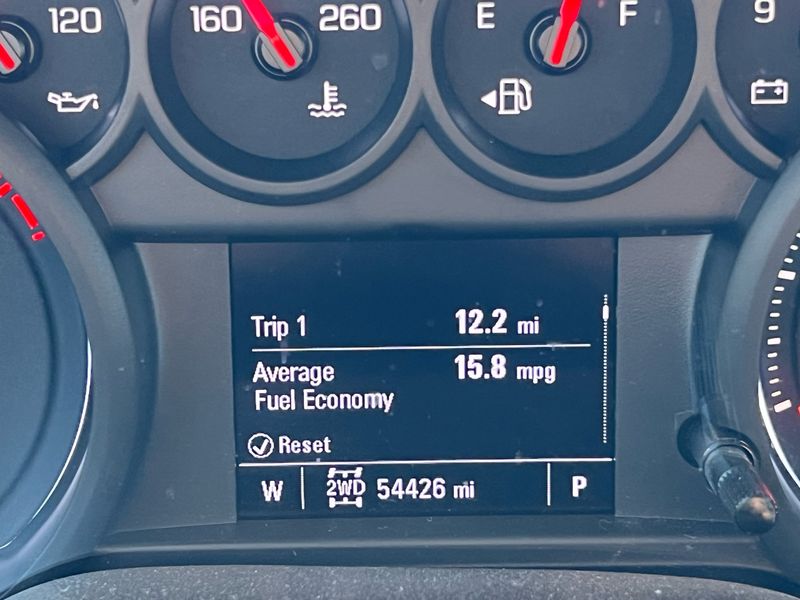 120 160 260 E F 9
Trip 1 12.2 mi
Average 15.8 mpg
Fuel Economy
Reset
W 2WD 54426 mi P